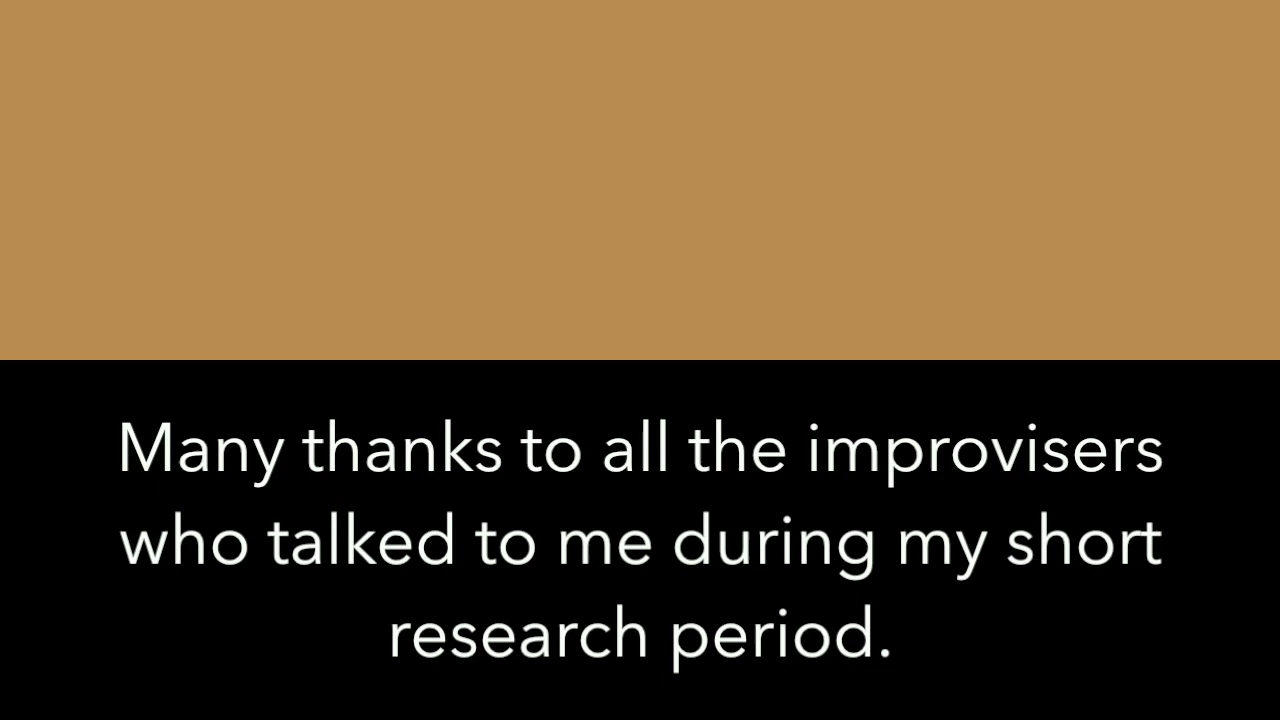 Many thanks to all the improvisers
who talked to me during my short
research period.